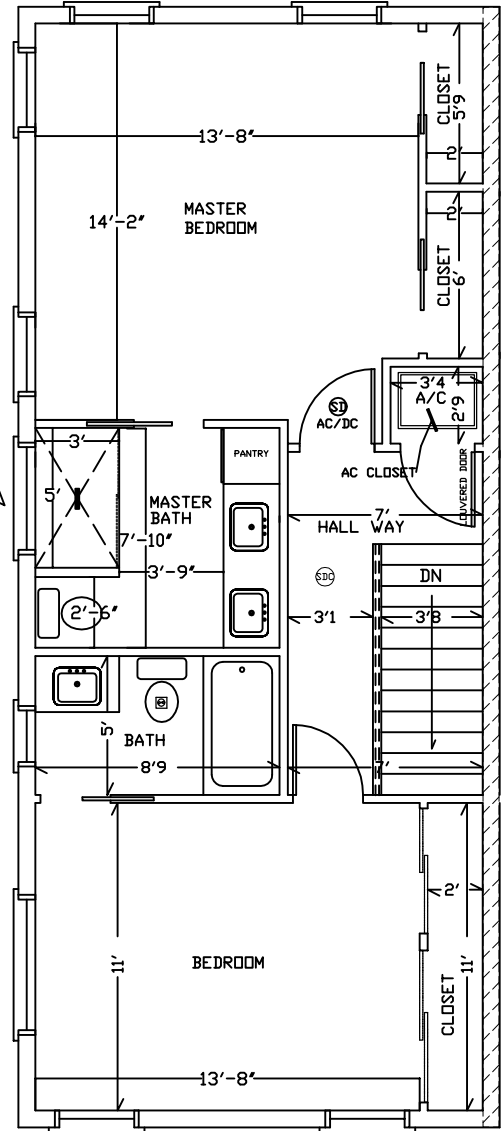 CLOSET
5'9
2'
13'-8"
14'-2"
MASTER
BEDROOM
2'
CLOSET
6'
3'4
A/C
2'9
SD
AC/DC
LOUVERED DOOR
AC CLOSET
PANTRY
3'
5'
MASTER
BATH
7'-10"
3'-9"
7'
HALL WAY
SDC
DN
2'-6"
3'1
3'8
5'
BATH
8'9
7'
2'
11'
BEDROOM
11'
CLOSET
13'-8"